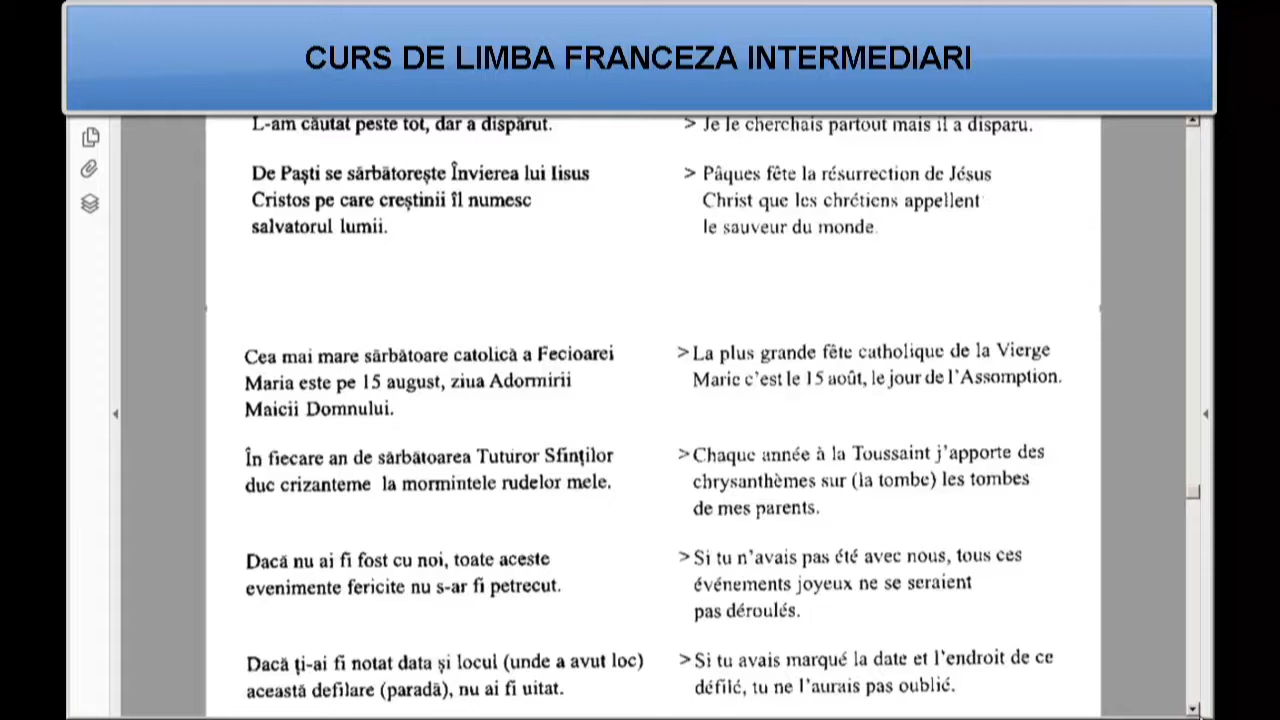 CURS DE LIMBA FRANCEZA INTERMEDIARI
L-am căutat peste tot, dar a dispărut.
> Je le cherchais partout mais il a disparu.
De Paști se sărbătorește Învierea lui Iisus
Cristos pe care creștinii îl numesc
salvatorul lumii.
> Pâques fête la résurrection de Jésus
Christ que les chrétiens appellent
le sauveur du monde.
Cea mai mare sărbătoare catolică a Fecioarei
Maria este pe 15 august, ziua Adormirii
Maicii Domnului.
> La plus grande fête catholique de la Vierge
Marie c'est le 15 août, le jour de l'Assomption.
În fiecare an de sărbătoarea Tuturor Sfinților
duc crizanteme la mormintele rudelor mele.
> Chaque année à la Toussaint j'apporte des
chrysanthèmes sur (la tombe) les tombes
de mes parents.
Dacă nu ai fi fost cu noi, toate aceste
evenimente fericite nu s-ar fi petrecut.
> Si tu n'avais pas été avec nous, tous ces
événements joyeux ne se seraient
pas déroulés.
Dacă ți-ai fi notat data și locul (unde a avut loc)
această defilare (paradă), nu ai fi uitat.
> Si tu avais marqué la date et l'endroit de ce
défilé, tu ne l'aurais pas oublié.